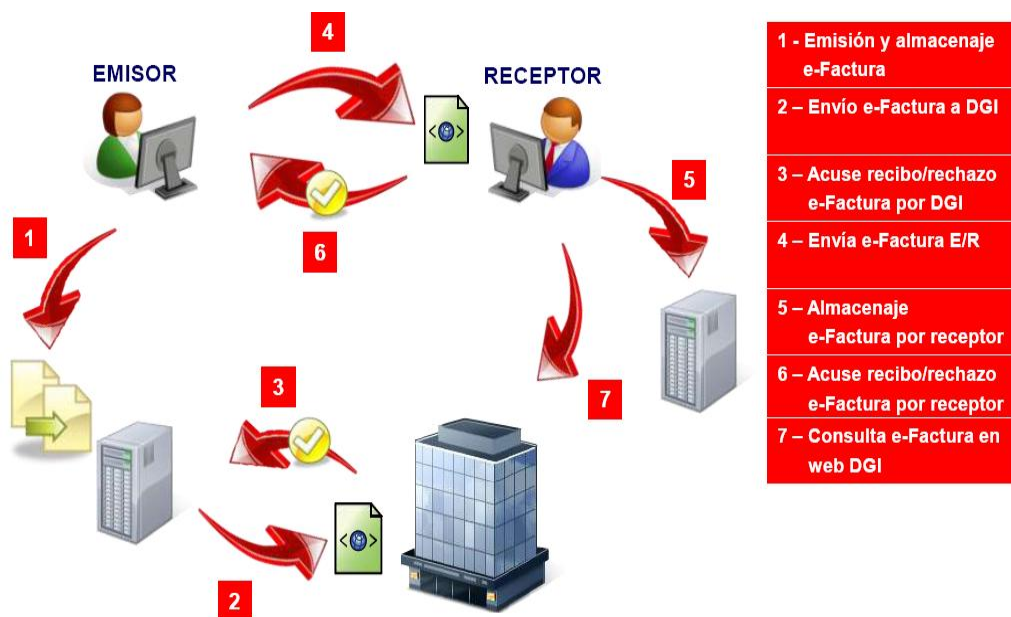 4
EMISOR
RECEPTOR
5
1
6
3
7
2
1 - Emisión y almacenaje
e-Factura
2 – Envío e-Factura a DGI
3 – Acuse recibo/rechazo
e-Factura por DGI
4 – Envía e-Factura E/R
5 – Almacenaje
e-Factura por receptor
6 – Acuse recibo/rechazo
e-Factura por receptor
7 – Consulta e-Factura en
web DGI